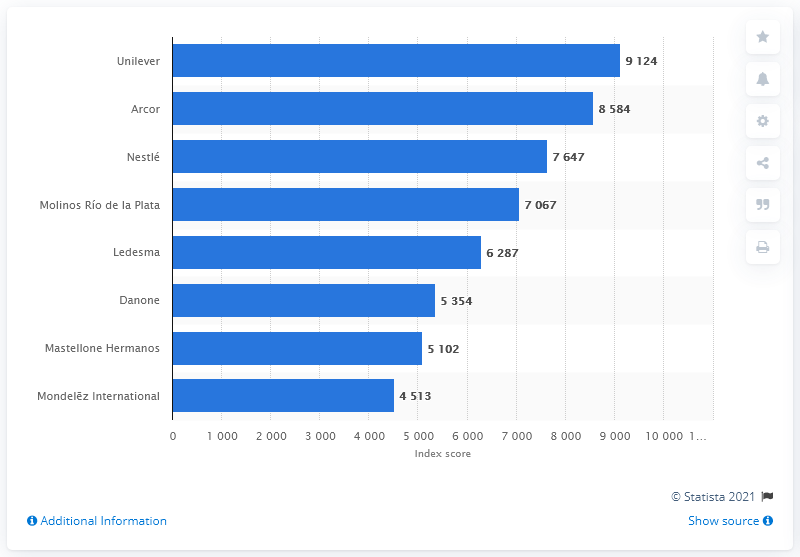 Unilever 9 124
Arcor 8 584
Nestlé 7 647
Molinos Río de la Plata 7 067
Ledesma 6 287
Danone 5 354
Mastellone Hermanos 5 102
Mondelēz International 4 513
0 1 000 2 000 3 000 4 000 5 000 6 000 7 000 8 000 9 000 10 000 1...
Index score
© Statista 2021
Additional Information Show source